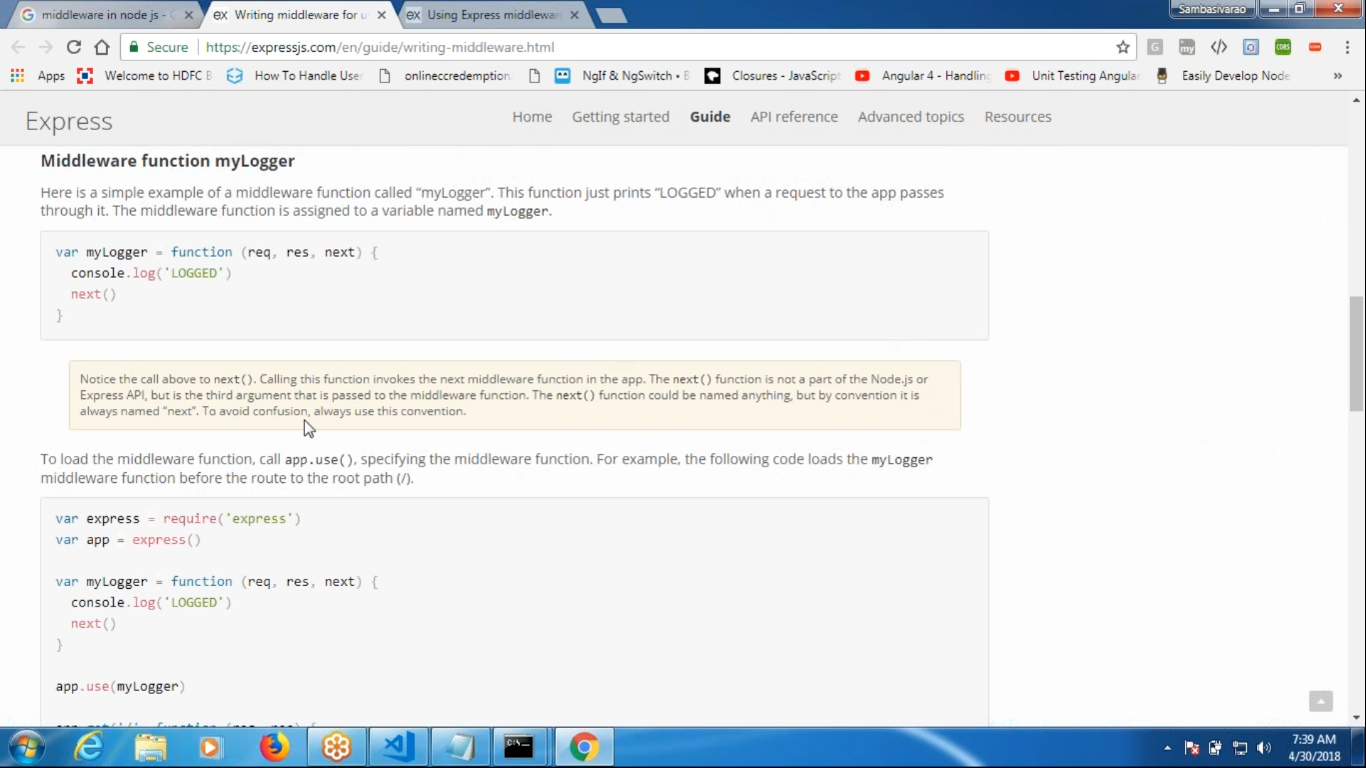 middleware in node js -
Writing middleware for u
Using Express middlewar
Sambasivarao
Secure https://expressjs.com/en/guide/writing-middleware.html
Apps Welcome to HDFC B How To Handle User onlineccredemption NgIf & NgSwitch • B Closures - JavaScript Angular 4 - Handling Unit Testing Angular Easily Develop Node »
Express
Home Getting started Guide API reference Advanced topics Resources
Middleware function myLogger
Here is a simple example of a middleware function called “myLogger”. This function just prints “LOGGED” when a request to the app passes
through it. The middleware function is assigned to a variable named myLogger.
var myLogger = function (req, res, next) {
console.log('LOGGED')
next()
}
Notice the call above to next(). Calling this function invokes the next middleware function in the app. The next() function is not a part of the Node.js or
Express API, but is the third argument that is passed to the middleware function. The next() function could be named anything, but by convention it is
always named “next”. To avoid confusion, always use this convention.
To load the middleware function, call app.use(), specifying the middleware function. For example, the following code loads the myLogger
middleware function before the route to the root path (/).
var express = require('express')
var app = express()
var myLogger = function (req, res, next) {
console.log('LOGGED')
next()
}
app.use(myLogger)
app.get('/', function (req, res) {
7:39 AM
4/30/2018